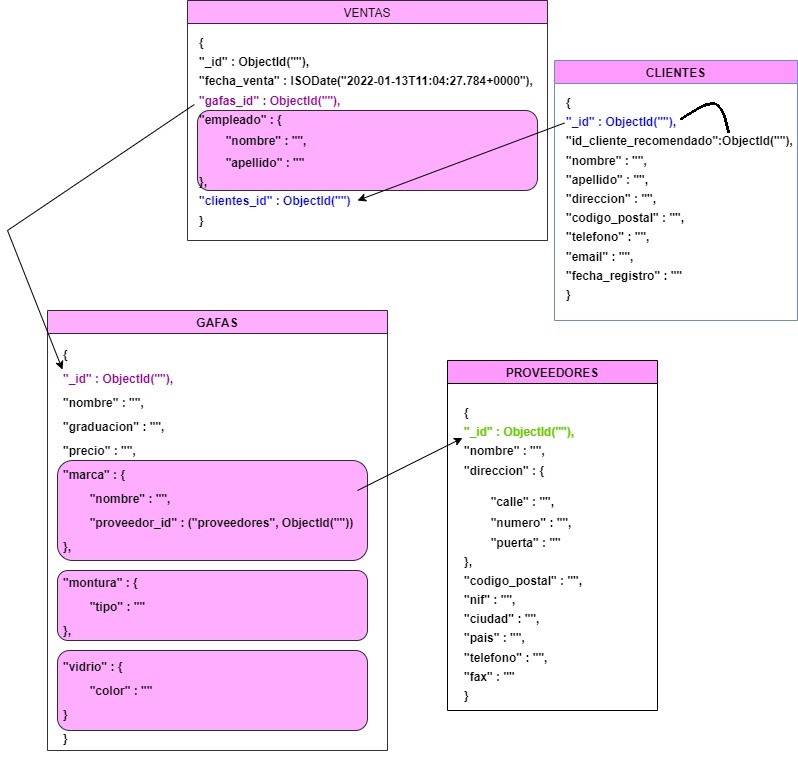 VENTAS
{
"_id" : ObjectId(""),
"fecha_venta" : ISODate("2022-01-13T11:04:27.784+0000"),
"gafas_id" : ObjectId(""),
"empleado" : {
"nombre" : "",
"apellido" : ""
},
"clientes_id" : ObjectId("")
}
CLIENTES
{
"_id" : ObjectId(""),
"id_cliente_recomendado":ObjectId(""),
"nombre" : "",
"apellido" : "",
"direccion" : "",
"codigo_postal" : "",
"telefono" : "",
"email" : "",
"fecha_registro" : ""
}
GAFAS
{
"_id" : ObjectId(""),
"nombre" : "",
"graduacion" : "",
"precio" : "",
"marca" : {
"nombre" : "",
"proveedor_id" : ("proveedores", ObjectId(""))
},
"montura" : {
"tipo" : ""
},
"vidrio" : {
"color" : ""
}
}
PROVEEDORES
{
"_id" : ObjectId(""),
"nombre" : "",
"direccion" : {
"calle" : "",
"numero" : "",
"puerta" : ""
},
"codigo_postal" : "",
"nif" : "",
"ciudad" : "",
"pais" : "",
"telefono" : "",
"fax" : ""
}